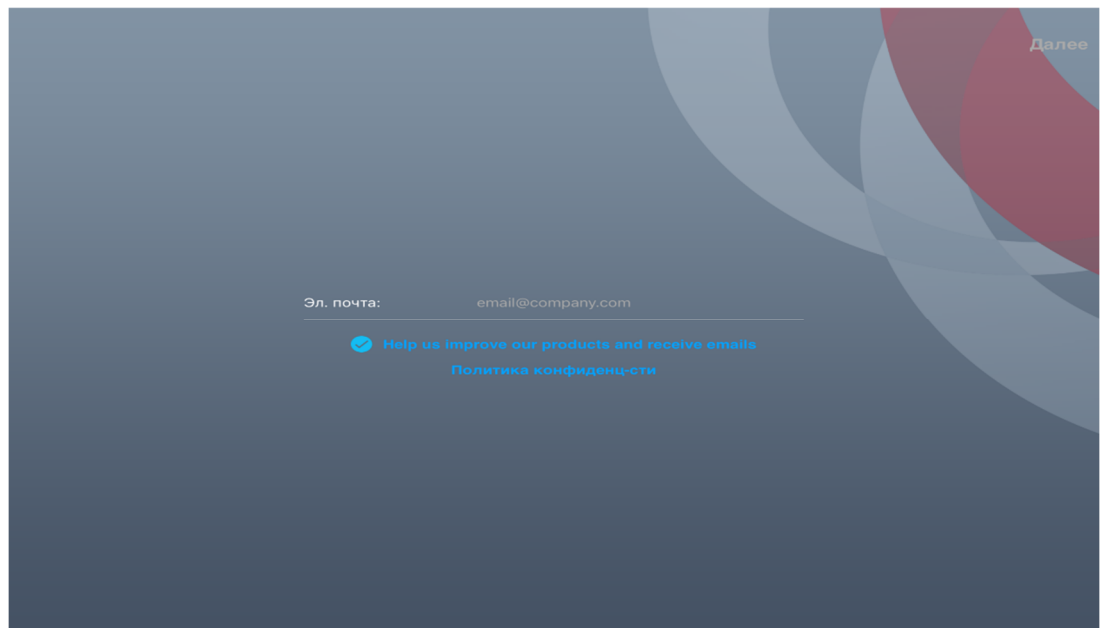 Далее
Эл. почта: email@company.com
Help us improve our products and receive emails
Политика конфиденц-сти